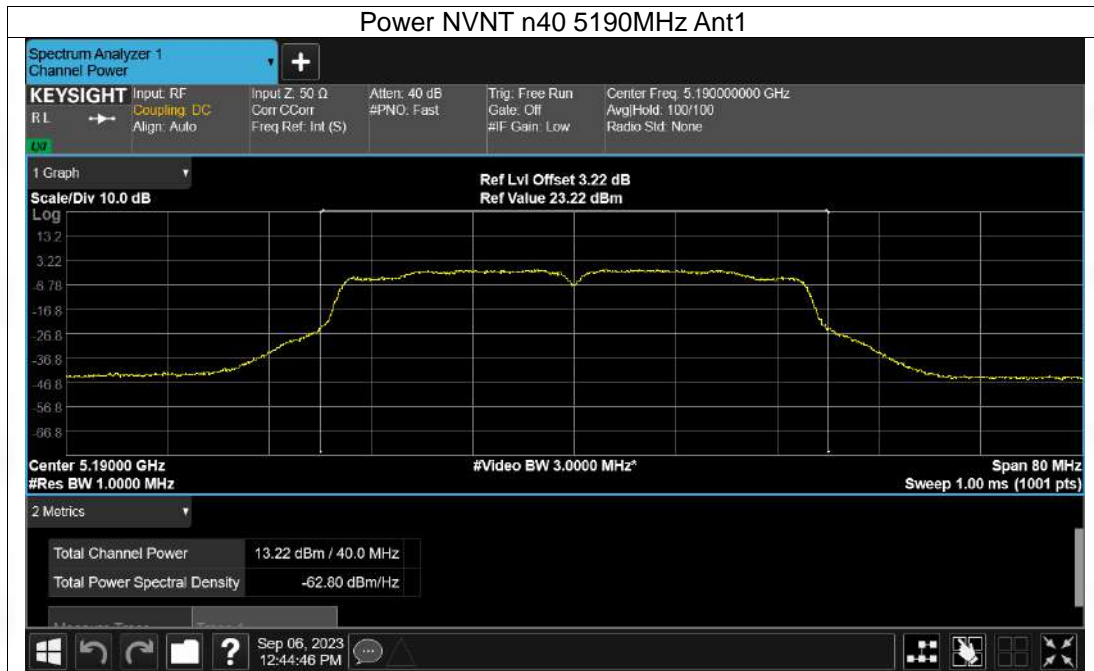 Power NVNT n40 5190MHz Ant1
Spectrum Analyzer 1
Channel Power
+
KEYSIGHT
R L
LXI
Input: RF
Coupling: DC
Align: Auto
Input Z: 50 Ω
Corr CCorr
Freq Ref: Int (S)
Atten: 40 dB
#PNO: Fast
Trig: Free Run
Gate: Off
#IF Gain: Low
Center Freq: 5.190000000 GHz
Avg|Hold: 100/100
Radio Std: None
1 Graph
Scale/Div 10.0 dB
Ref Lvl Offset 3.22 dB
Ref Value 23.22 dBm
Log
13.2
3.22
-6.78
-16.8
-26.8
-36.8
-46.8
-56.8
-66.8
Center 5.19000 GHz
#Res BW 1.0000 MHz
#Video BW 3.0000 MHz*
Span 80 MHz
Sweep 1.00 ms (1001 pts)
2 Metrics
Total Channel Power 13.22 dBm / 40.0 MHz
Total Power Spectral Density -62.80 dBm/Hz
?
Sep 06, 2023
12:44:46 PM